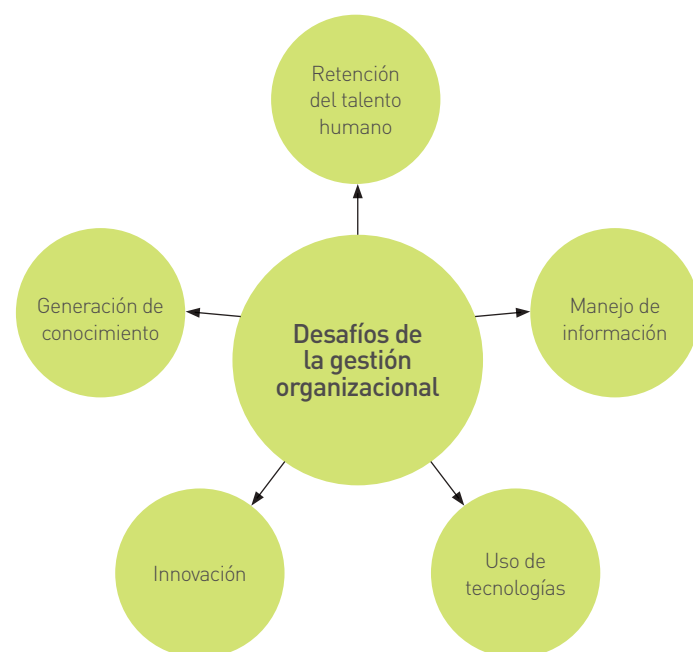 Retención
del talento
humano
Generación de
conocimiento
Desafíos de
la gestión
organizacional
Manejo de
información
Innovación
Uso de
tecnologías